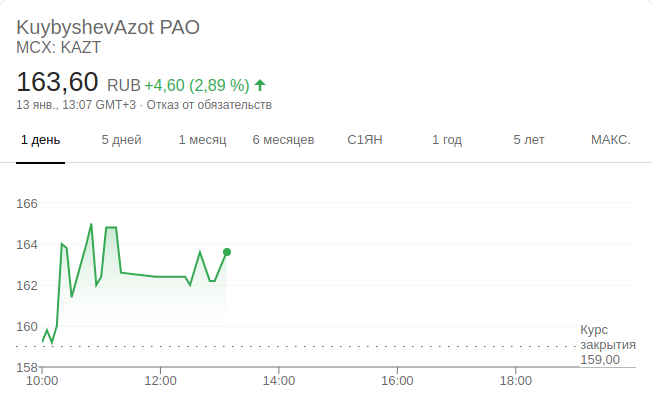 KuybyshevAzot PAO
MCX: KAZT
163,60 RUB +4,60 (2,89 %)
13 янв., 13:07 GMT+3 · Отказ от обязательств
1 день 5 дней 1 месяц 6 месяцев С1ЯН 1 год 5 лет МАКС.
166
164
162
160
Курс
закрытия
159,00
158
10:00 12:00 14:00 16:00 18:00